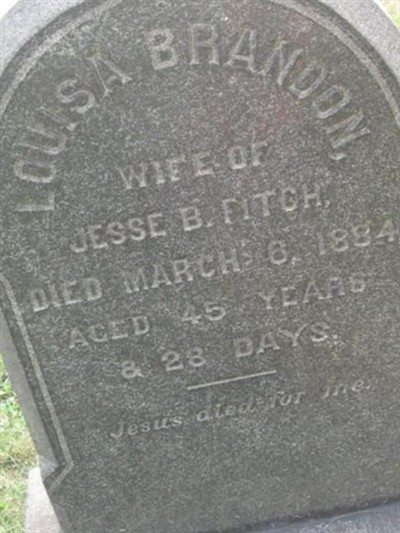 LOUISA BRANDON,
WIFE OF
JESSE B. FITCH,
DIED MARCH 6, 1884
AGED 45 YEARS
& 28 DAYS.
Jesus died for me.